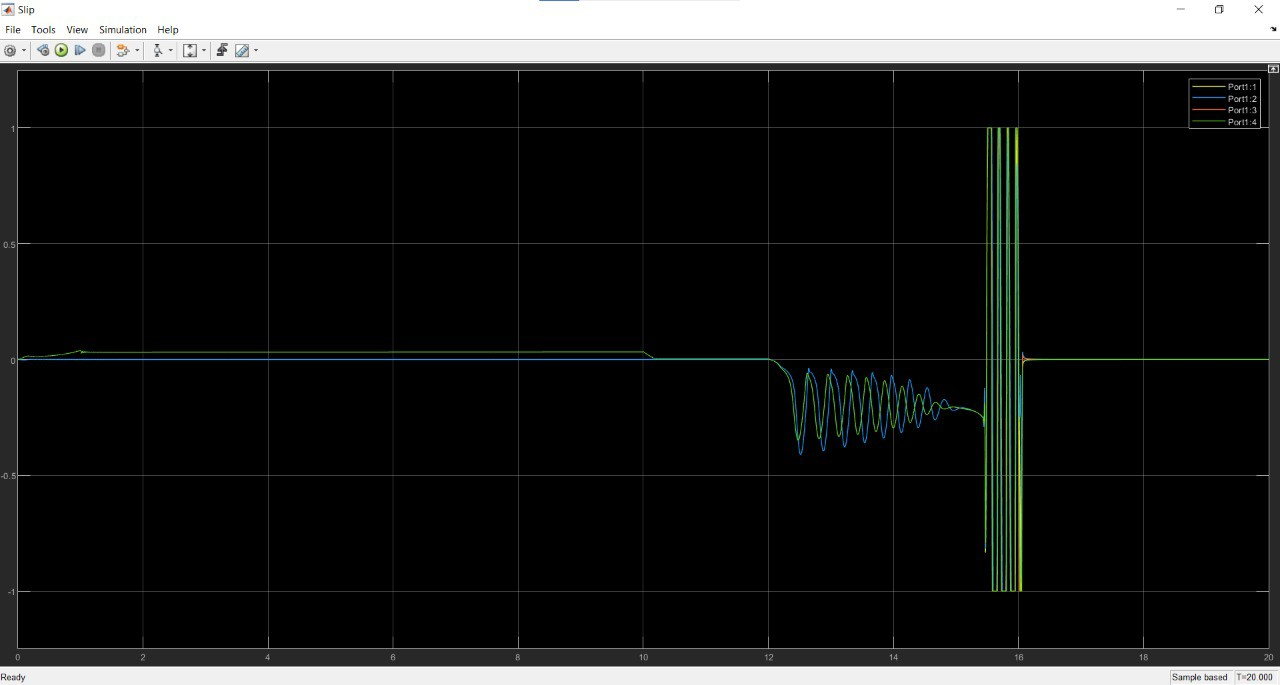 Slip
File Tools View Simulation Help
Port1:1
Port1:2
Port1:3
Port1:4
1
0.5
0
-0.5
-1
0 2 4 6 8 10 12 14 16 18 20
Ready Sample based T=20.000